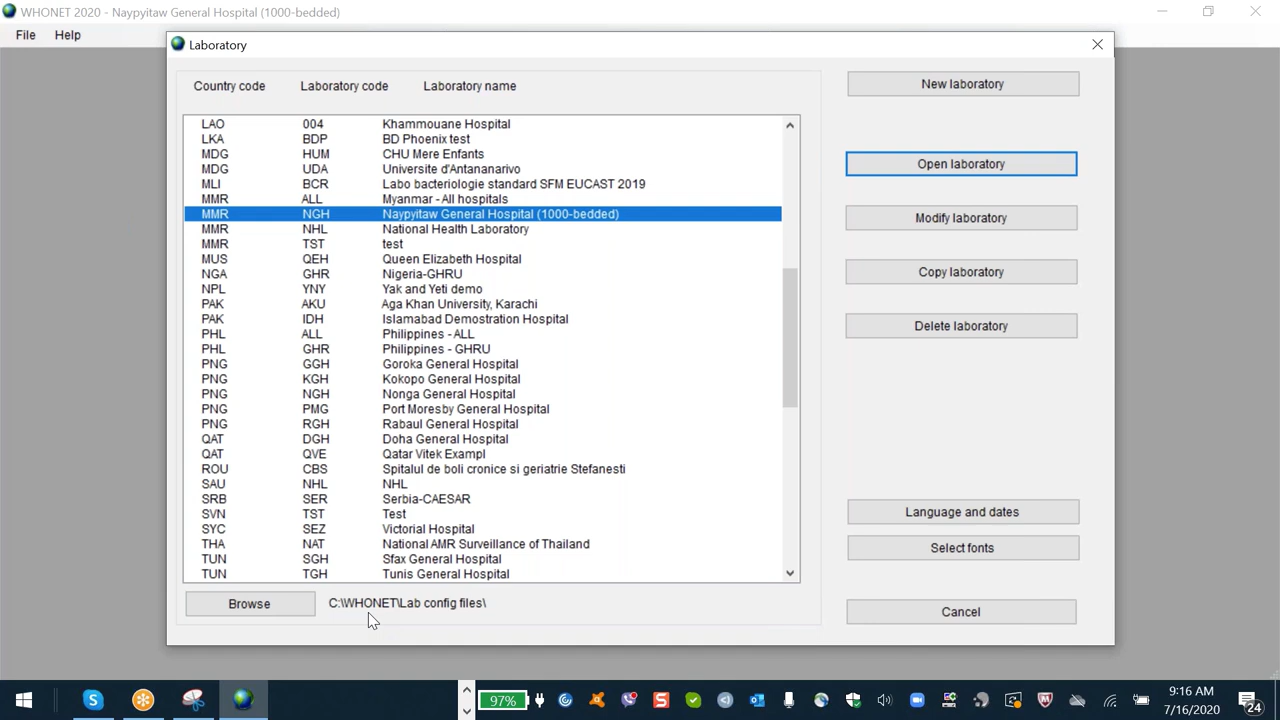 WHONET 2020 - Naypyitaw General Hospital (1000-bedded)
File Help
Laboratory
Country code Laboratory code Laboratory name
LAO 004 Khammouane Hospital
LKA BDP BD Phoenix test
MDG HUM CHU Mere Enfants
MDG UDA Universite d'Antananarivo
MLI BCR Labo bacteriologie standard SFM EUCAST 2019
MMR ALL Myanmar - All hospitals
MMR NGH Naypyitaw General Hospital (1000-bedded)
MMR NHL National Health Laboratory
MMR TST test
MUS QEH Queen Elizabeth Hospital
NGA GHR Nigeria-GHRU
NPL YNY Yak and Yeti demo
PAK AKU Aga Khan University, Karachi
PAK IDH Islamabad Demostration Hospital
PHL ALL Philippines - ALL
PHL GHR Philippines - GHRU
PNG GGH Goroka General Hospital
PNG KGH Kokopo General Hospital
PNG NGH Nonga General Hospital
PNG PMG Port Moresby General Hospital
PNG RGH Rabaul General Hospital
QAT DGH Doha General Hospital
QAT QVE Qatar Vitek Exampl
ROU CBS Spitalul de boli cronice si geriatrie Stefanesti
SAU NHL NHL
SRB SER Serbia-CAESAR
SVN TST Test
SYC SEZ Victorial Hospital
THA NAT National AMR Surveillance of Thailand
TUN SGH Sfax General Hospital
TUN TGH Tunis General Hospital
Browse C:\WHONET\Lab config files\
New laboratory
Open laboratory
Modify laboratory
Copy laboratory
Delete laboratory
Language and dates
Select fonts
Cancel
97%
9:16 AM
7/16/2020
24